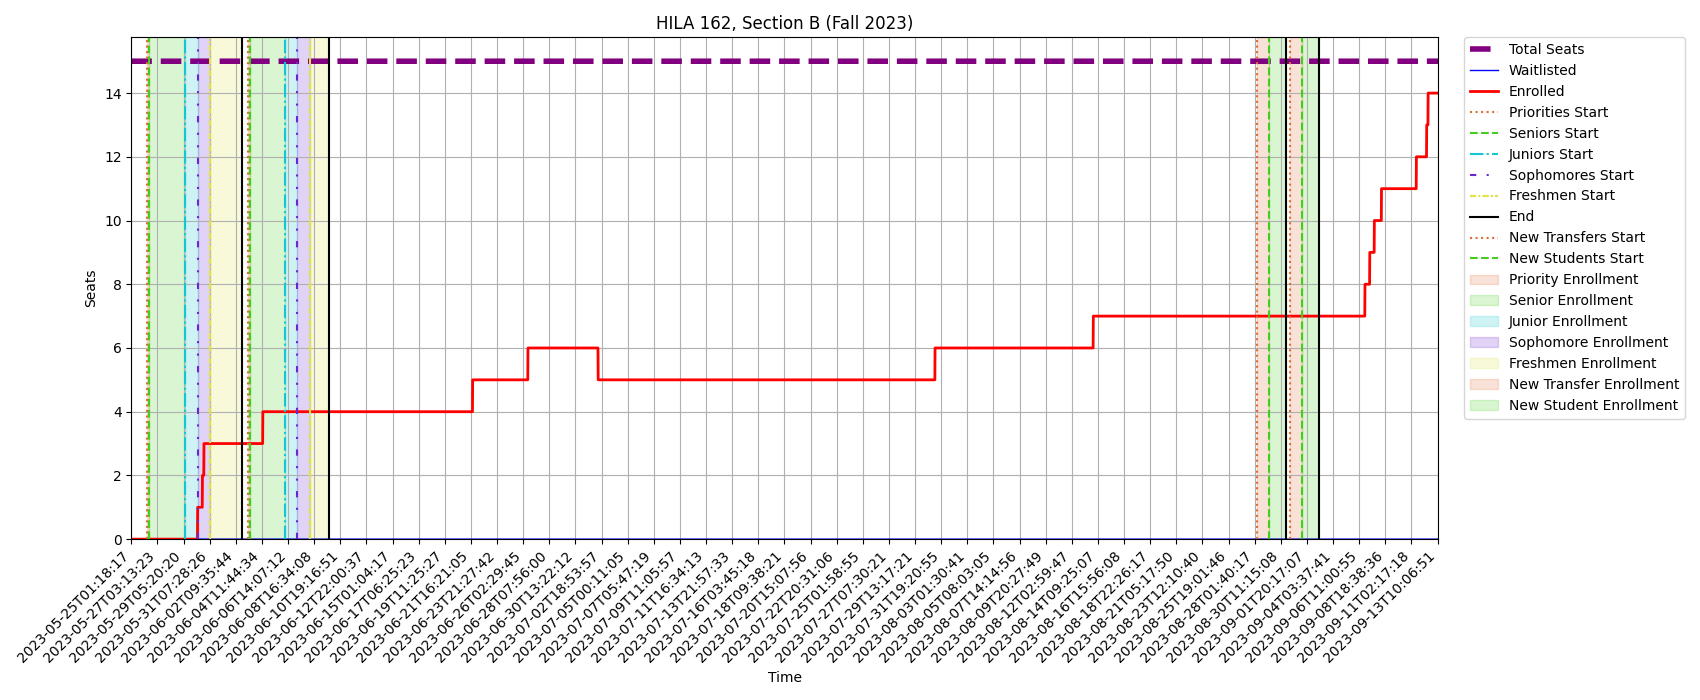 HILA 162, Section B (Fall 2023)
Seats
14
12
10
8
6
4
2
0
2023-05-25T01:18:17
2023-05-27T03:13:23
2023-05-29T05:20:20
2023-05-31T07:28:26
2023-06-02T09:35:44
2023-06-04T11:44:34
2023-06-06T14:07:12
2023-06-08T16:34:08
2023-06-10T19:16:51
2023-06-12T22:00:37
2023-06-15T01:04:17
2023-06-17T06:25:23
2023-06-19T11:25:27
2023-06-21T16:21:05
2023-06-23T21:27:42
2023-06-26T02:29:45
2023-06-28T07:56:00
2023-06-30T13:22:12
2023-07-02T18:53:57
2023-07-05T00:11:05
2023-07-07T05:47:19
2023-07-09T11:05:57
2023-07-11T16:34:13
2023-07-13T21:57:33
2023-07-16T03:45:18
2023-07-18T09:38:21
2023-07-20T15:07:56
2023-07-22T20:31:06
2023-07-25T01:58:55
2023-07-27T07:30:21
2023-07-29T13:17:21
2023-07-31T19:20:55
2023-08-03T01:30:41
2023-08-05T08:03:05
2023-08-07T14:14:56
2023-08-09T20:27:49
2023-08-12T02:59:47
2023-08-14T09:25:07
2023-08-16T15:56:08
2023-08-18T22:26:17
2023-08-21T05:17:50
2023-08-23T12:10:40
2023-08-25T19:01:46
2023-08-28T01:40:17
2023-08-30T11:15:08
2023-09-01T20:17:07
2023-09-04T03:37:41
2023-09-06T11:00:55
2023-09-08T18:38:36
2023-09-11T02:17:18
2023-09-13T10:06:51
Time
Total Seats
Waitlisted
Enrolled
Priorities Start
Seniors Start
Juniors Start
Sophomores Start
Freshmen Start
End
New Transfers Start
New Students Start
Priority Enrollment
Senior Enrollment
Junior Enrollment
Sophomore Enrollment
Freshmen Enrollment
New Transfer Enrollment
New Student Enrollment